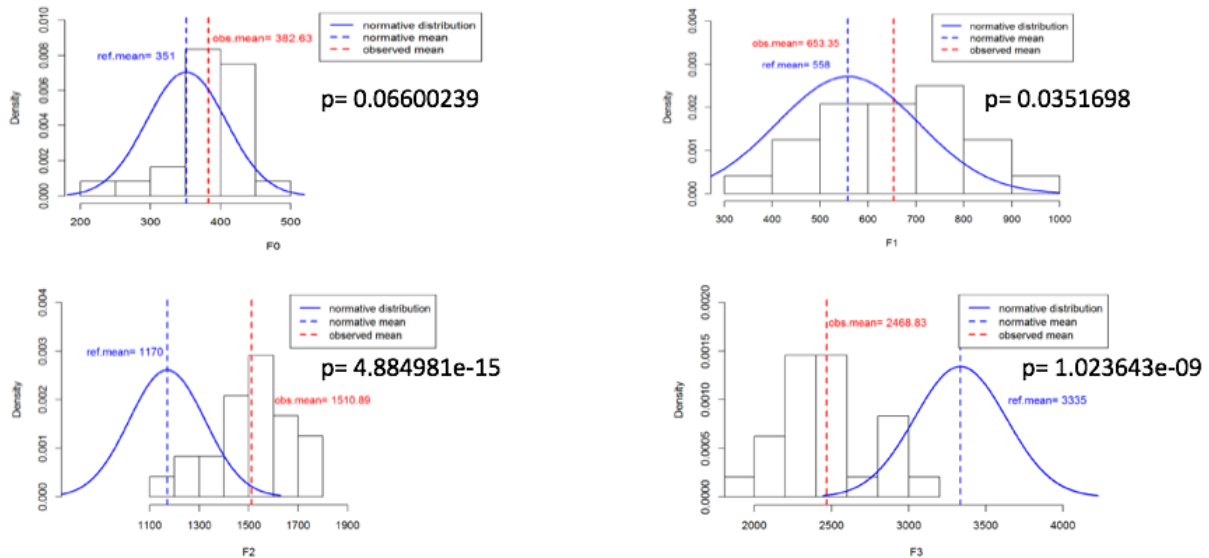 0.010
0.008
0.006
0.004
0.002
0.000
Density
ref.mean= 351
obs.mean= 382.63
normative distribution
normative mean
observed mean
p= 0.06600239
200 300 400 500
F0
0.004
0.003
0.002
0.001
0.000
Density
obs.mean= 653.35
ref.mean= 558
normative distribution
normative mean
observed mean
p= 0.0351698
300 400 500 600 700 800 900 1000
F1
0.004
0.003
0.002
0.001
0.000
Density
ref.mean= 1170
normative distribution
normative mean
observed mean
p= 4.884981e-15
obs.mean= 1510.89
1100 1300 1500 1700 1900
F2
0.0020
0.0015
0.0010
0.0005
0.0000
Density
obs.mean= 2468.83
normative distribution
normative mean
observed mean
p= 1.023643e-09
ref.mean= 3335
2000 2500 3000 3500 4000
F3